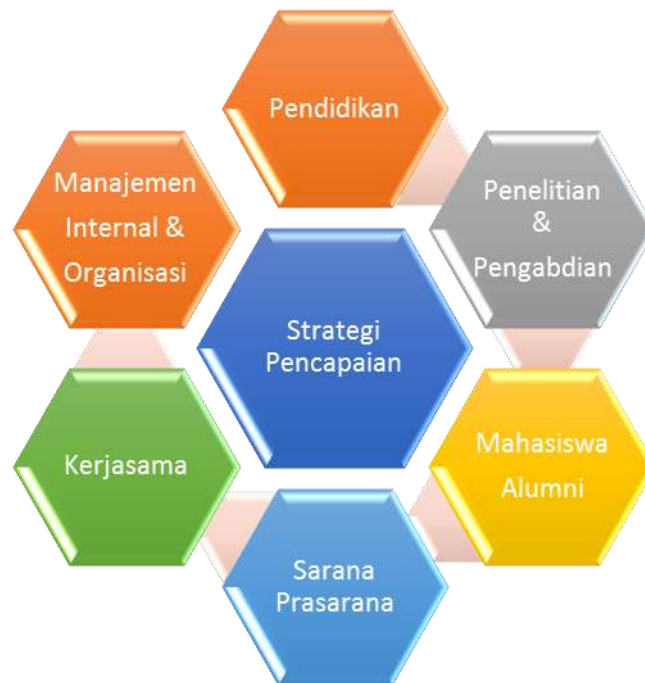 Pendidikan
Penelitian
&
Pengabdian
Mahasiswa
Alumni
Sarana
Prasarana
Kerjasama
Manajemen
Internal &
Organisasi
Strategi
Pencapaian